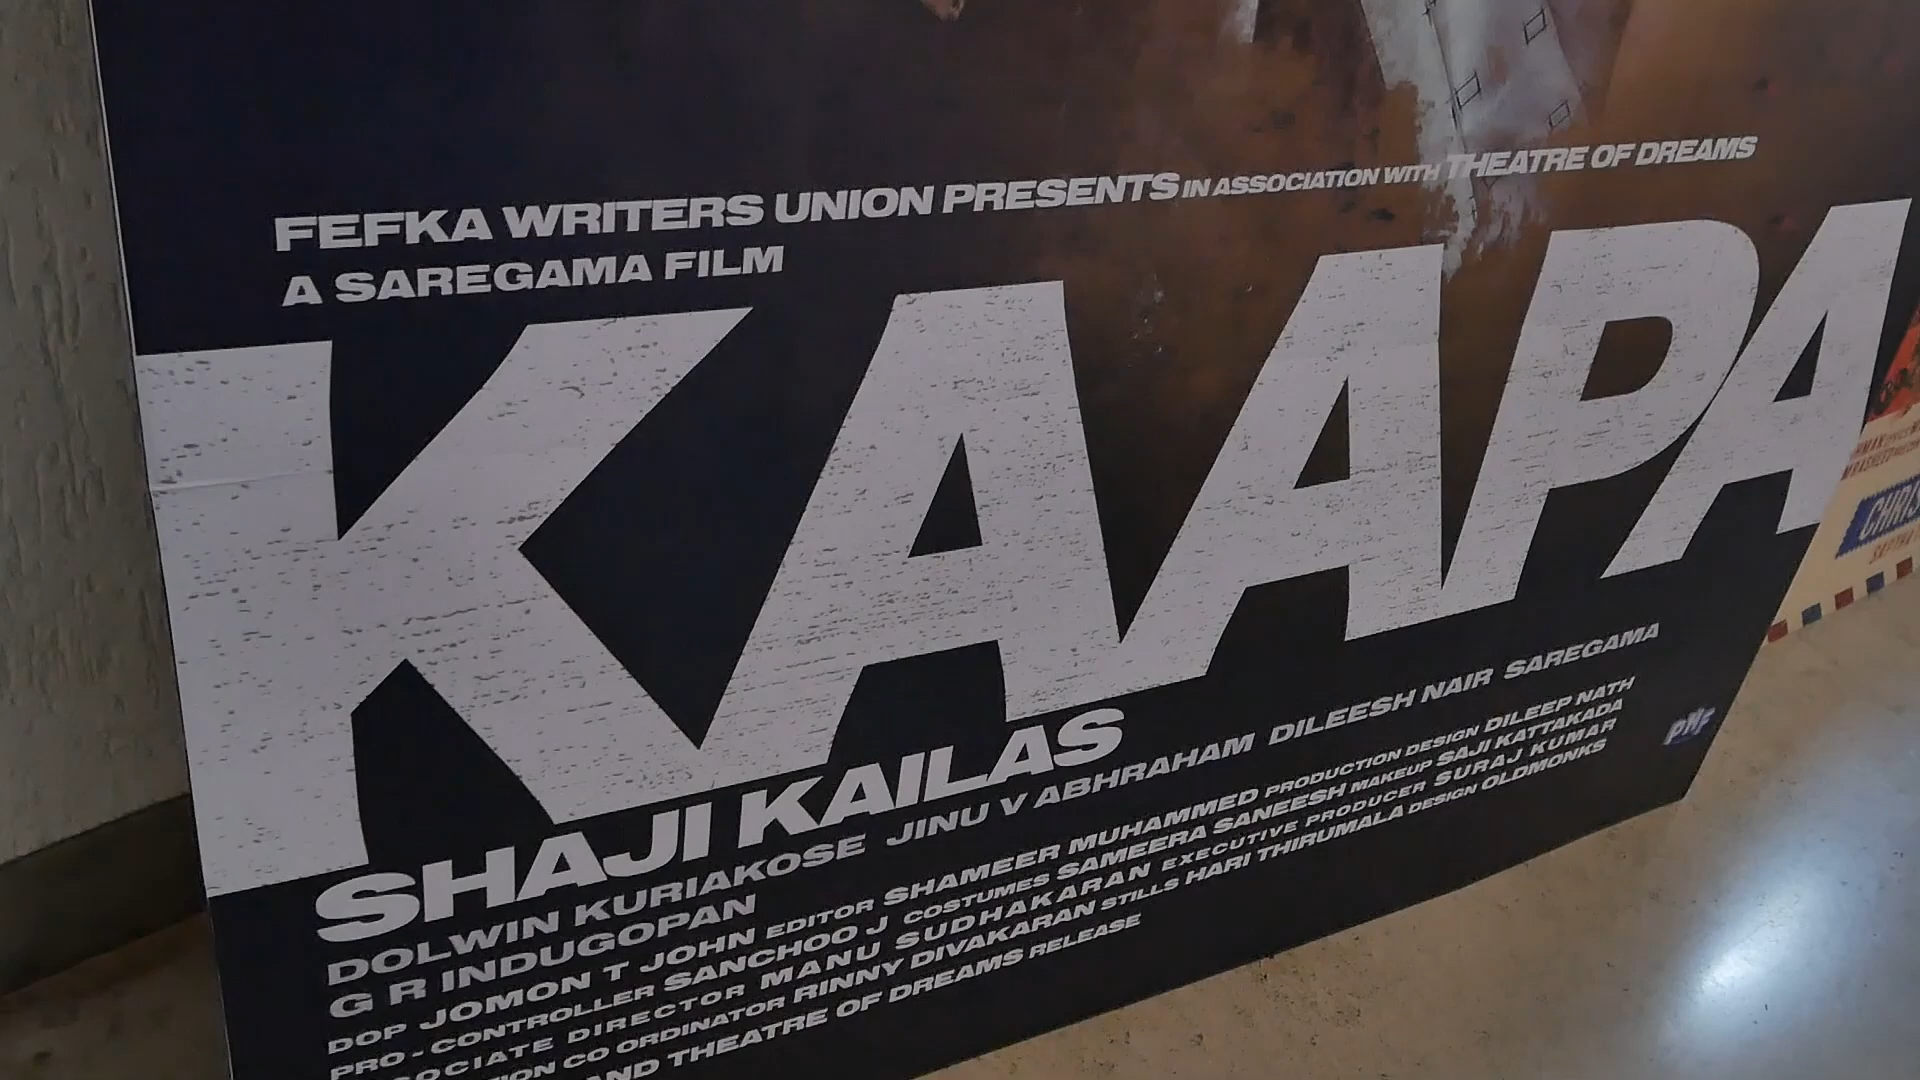 FEFKA WRITERS UNION PRESENTS IN ASSOCIATION WITH THEATRE OF DREAMS
A SAREGAMA FILM
KAAPA
SHAJI KAILAS
DOLWIN KURIAKOSE JINU V ABHRAHAM DILEESH NAIR SAREGAMA
G R INDUGOPAN
DOP JOMON T JOHN EDITOR SHAMEER MUHAMMED PRODUCTION DESIGN DILEEP NATH
PRO-CONTROLLER SANCHOO J COSTUMES SAMEERA SANEESH MAKEUP SAJI KATTAKADA
DIRECTOR MANU SUDHAKARAN EXECUTIVE PRODUCER SURAJ KUMAR
CO ORDINATOR RINNY DIVAKARAN STILLS HARI THIRUMALA DESIGN OLDMONKS
AND THEATRE OF DREAMS RELEASE
CHRIS